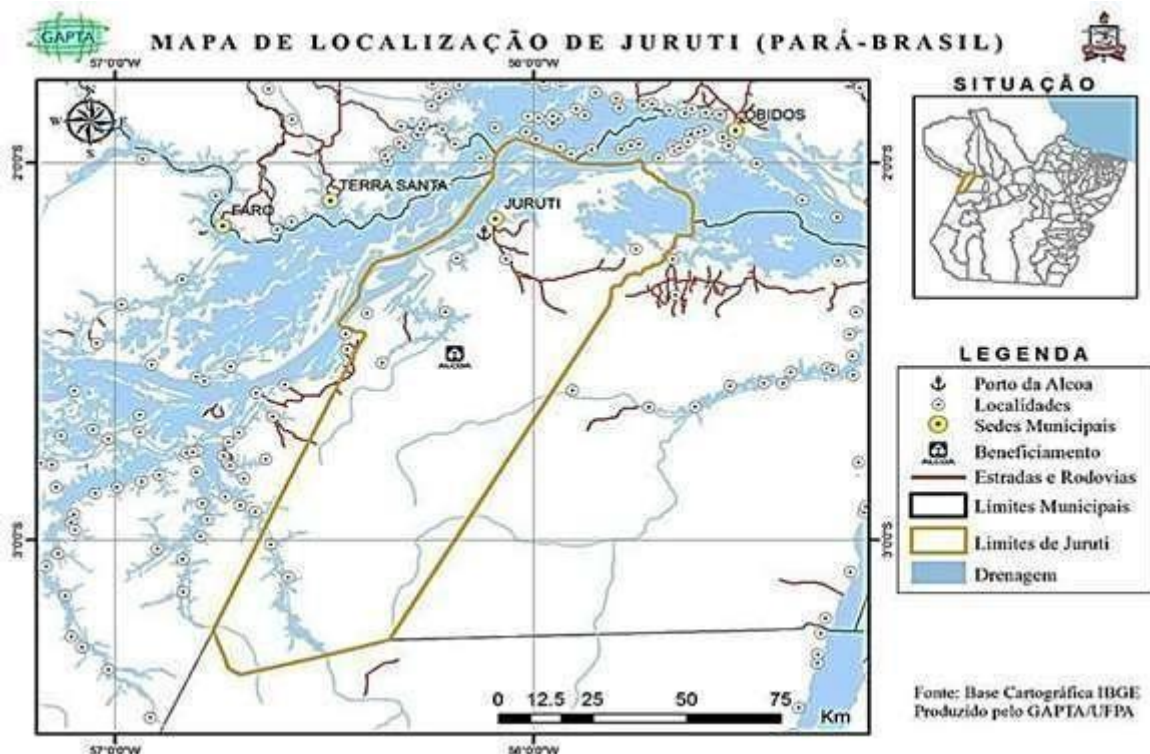 GAPTA
MAPA DE LOCALIZAÇÃO DE JURUTI (PARÁ-BRASIL)
57°0'0"W
56°0'0"W
N
W
E
S
2°0'0"S
2°0'0"S
ÓBIDOS
TERRA SANTA
FARO
JURUTI
ALCOA
3°0'0"S
3°0'0"S
0 12.5 25 50 75
Km
57°0'0"W
56°0'0"W
SITUAÇÃO
LEGENDA
Porto da Alcoa
Localidades
Sedes Municipais
Beneficiamento
ALCOA
Estradas e Rodovias
Limites Municipais
Limites de Juruti
Drenagem
Fonte: Base Cartográfica IBGE
Produzido pelo GAPTA/UFPA